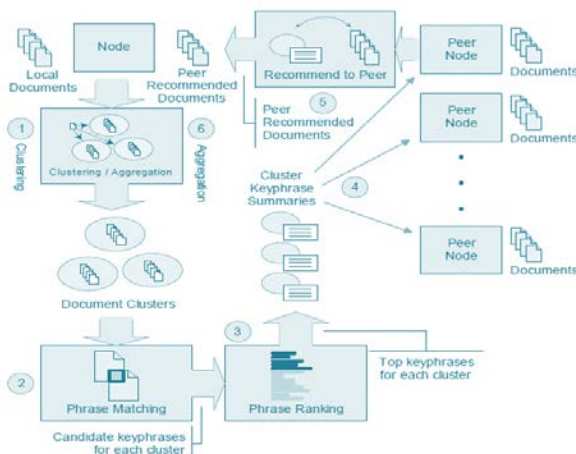 Node
Local
Documents
Peer
Recommended
Documents
Recommend to Peer
5
Peer
Recommended
Documents
Peer
Node
Documents
Peer
Node
Documents
Peer
Node
Documents
1
Clustering
6
Aggregation
Clustering / Aggregation
Document Clusters
Cluster
Keyphrase
Summaries
4
2
Phrase Matching
Candidate keyphrases
for each cluster
3
Phrase Ranking
Top keyphrases
for each cluster